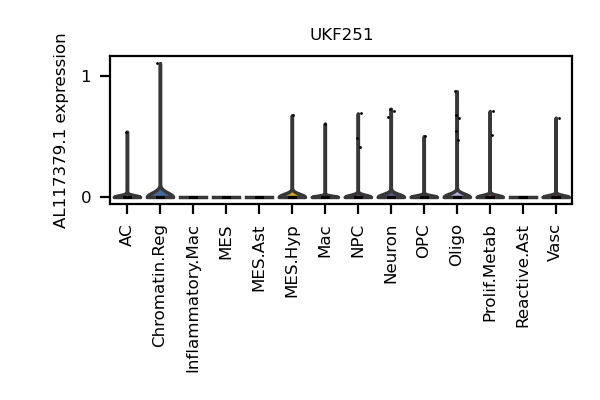 UKF251
AL117379.1 expression
1
0
AC
Chromatin.Reg
Inflammatory.Mac
MES
MES.Ast
MES.Hyp
Mac
NPC
Neuron
OPC
Oligo
Prolif.Metab
Reactive.Ast
Vasc